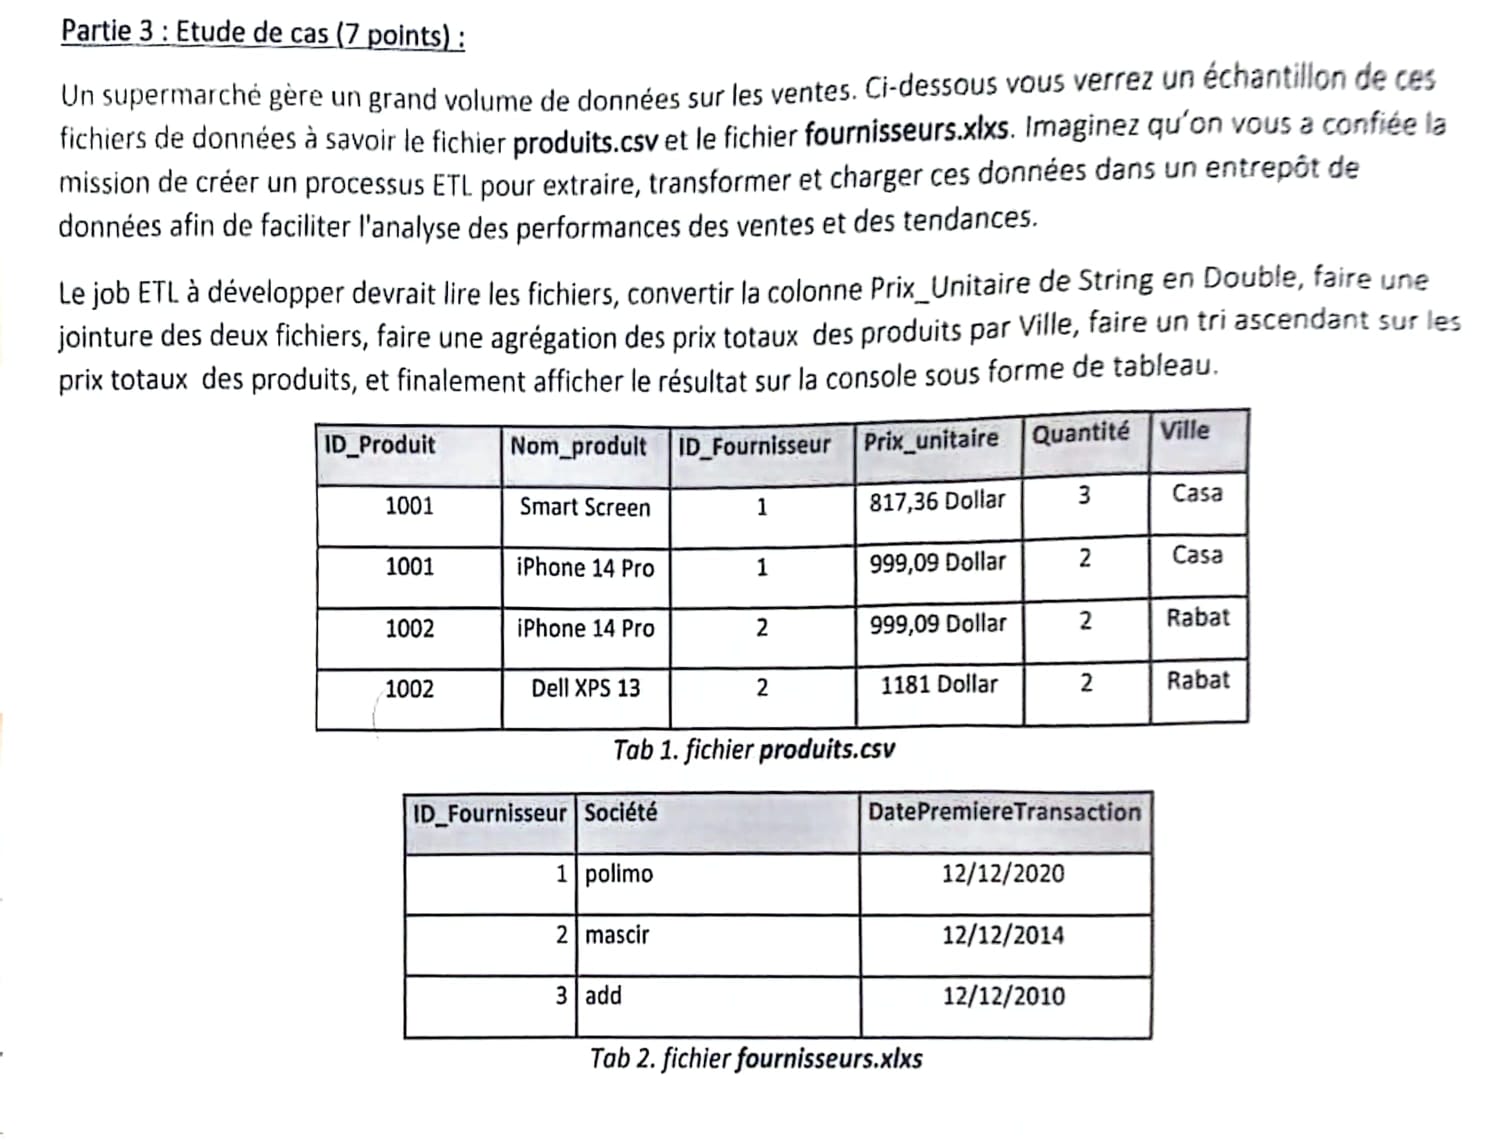 Partie 3 : Etude de cas (7 points) :
Un supermarché gère un grand volume de données sur les ventes. Ci-dessous vous verrez un échantillon de ces
fichiers de données à savoir le fichier produits.csv et le fichier fournisseurs.xlxs. Imaginez qu'on vous a confiée la
mission de créer un processus ETL pour extraire, transformer et charger ces données dans un entrepôt de
données afin de faciliter l'analyse des performances des ventes et des tendances.
Le job ETL à développer devrait lire les fichiers, convertir la colonne Prix_Unitaire de String en Double, faire une
jointure des deux fichiers, faire une agrégation des prix totaux des produits par Ville, faire un tri ascendant sur les
prix totaux des produits, et finalement afficher le résultat sur la console sous forme de tableau.
ID_Produit Nom_produit ID_Fournisseur Prix_unitaire Quantité Ville
1001 Smart Screen 1 817,36 Dollar 3 Casa
1001 iPhone 14 Pro 1 999,09 Dollar 2 Casa
1002 iPhone 14 Pro 2 999,09 Dollar 2 Rabat
1002 Dell XPS 13 2 1181 Dollar 2 Rabat
Tab 1. fichier produits.csv
ID_Fournisseur Société DatePremiereTransaction
1 polimo 12/12/2020
2 mascir 12/12/2014
3 add 12/12/2010
Tab 2. fichier fournisseurs.xlxs